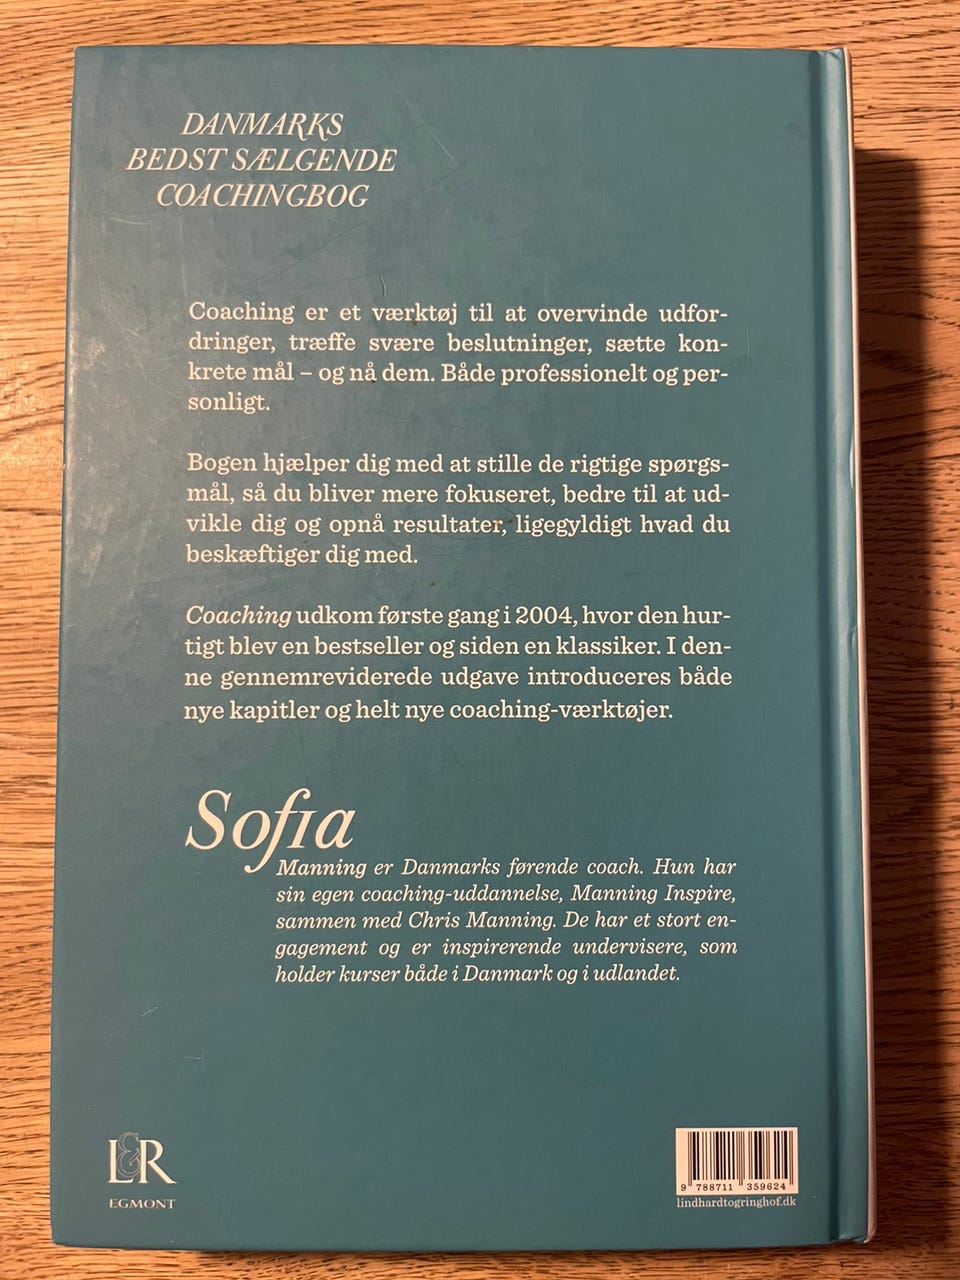 DANMARKS
BEDST SÆLGENDE
COACHINGBOG
Coaching er et værktøj til at overvinde udfor-
dringer, træffe svære beslutninger, sætte kon-
krete mål – og nå dem. Både professionelt og per-
sonligt.
Bogen hjælper dig med at stille de rigtige spørgs-
mål, så du bliver mere fokuseret, bedre til at ud-
vikle dig og opnå resultater, ligegyldigt hvad du
beskæftiger dig med.
Coaching udkom første gang i 2004, hvor den hur-
tigt blev en bestseller og siden en klassiker. I den-
ne gennemreviderede udgave introduceres både
nye kapitler og helt nye coaching-værktøjer.
Sofia
Manning er Danmarks førende coach. Hun har
sin egen coaching-uddannelse, Manning Inspire,
sammen med Chris Manning. De har et stort en-
gagement og er inspirerende undervisere, som
holder kurser både i Danmark og i udlandet.
L&R
EGMONT
9 788711 359624
lindhardtogringhof.dk